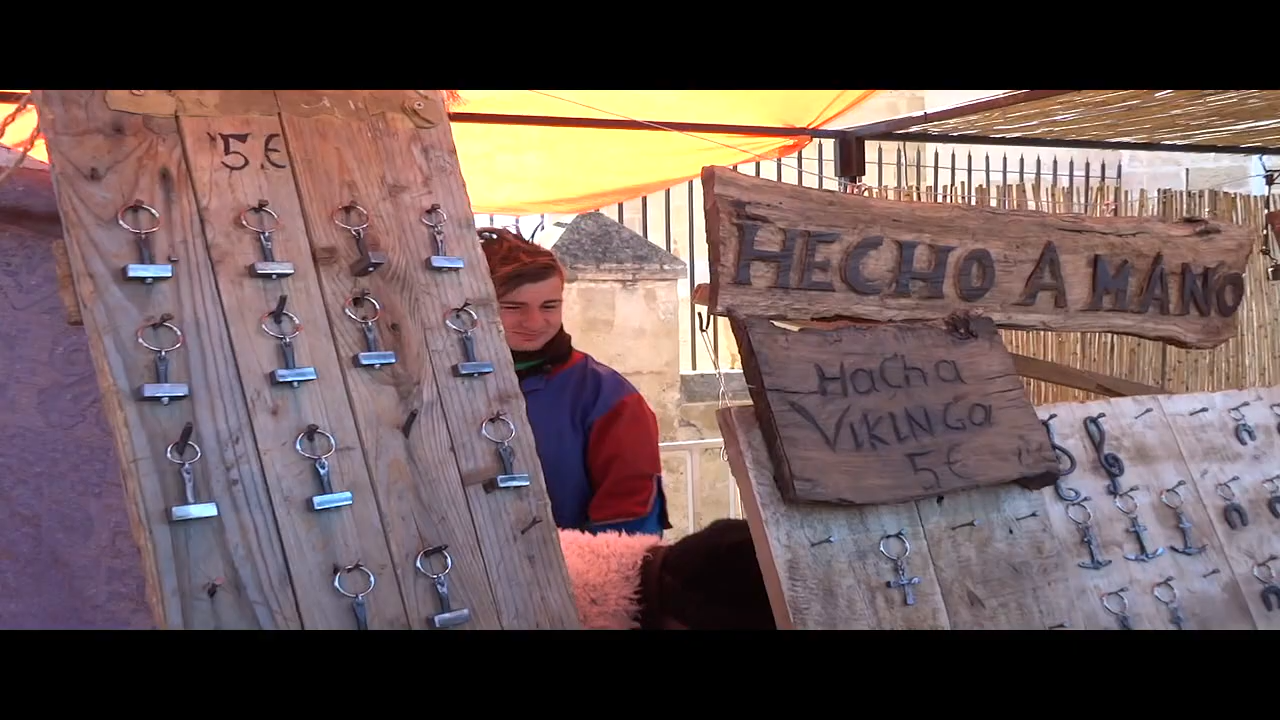 5€
HECHO A MANO
HaCha
VIKINGa
5€